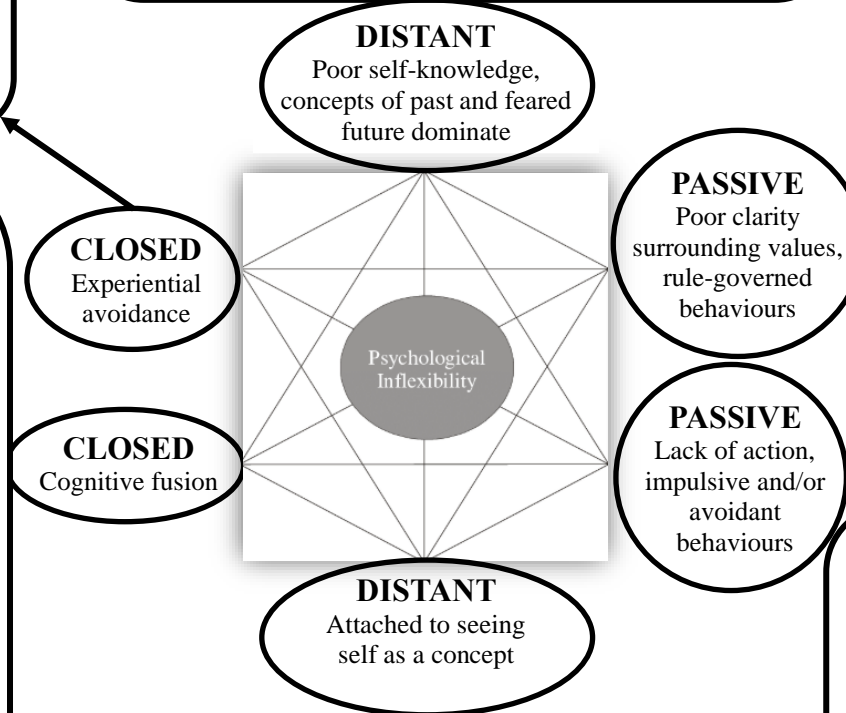 DISTANT
Poor self-knowledge,
concepts of past and feared
future dominate
PASSIVE
Poor clarity
surrounding values,
rule-governed
behaviours
CLOSED
Experiential
avoidance
Psychological
Inflexibility
CLOSED
Cognitive fusion
PASSIVE
Lack of action,
impulsive and/or
avoidant
behaviours
DISTANT
Attached to seeing
self as a concept